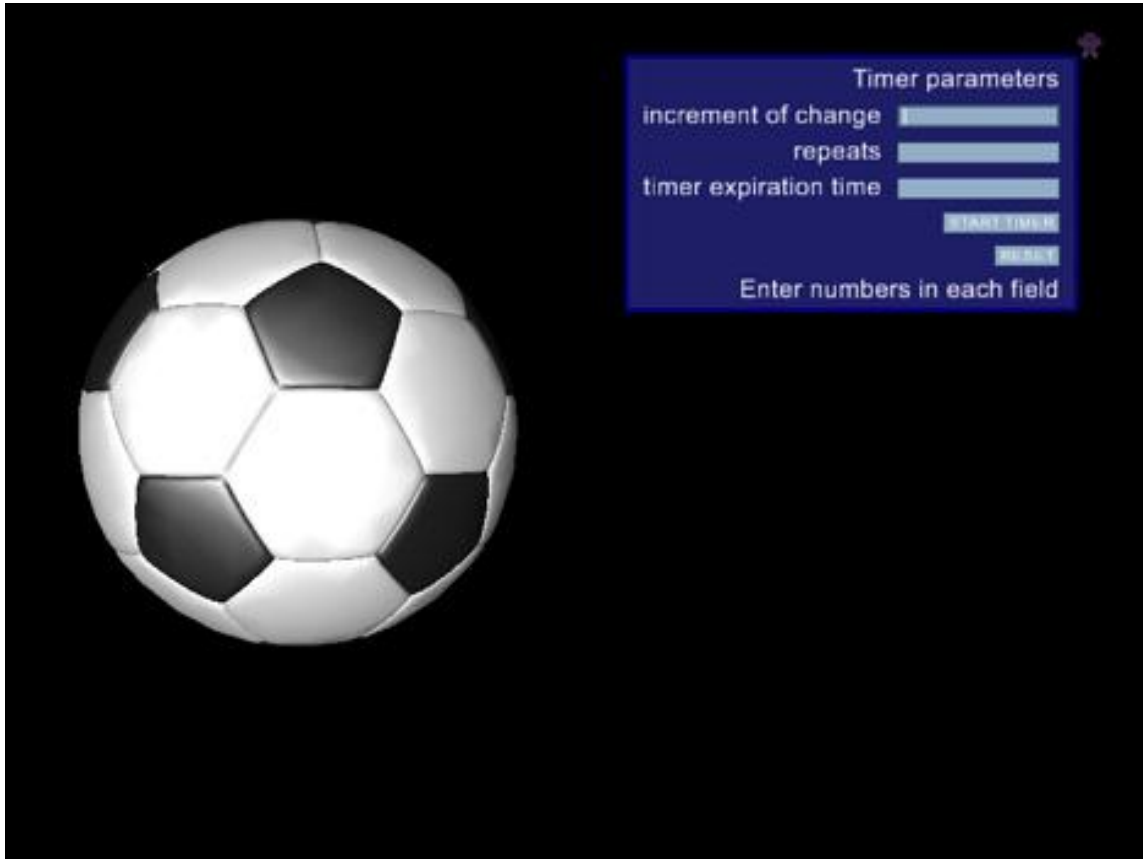 Timer parameters
increment of change
repeats
timer expiration time
START TIMER
RESET
Enter numbers in each field